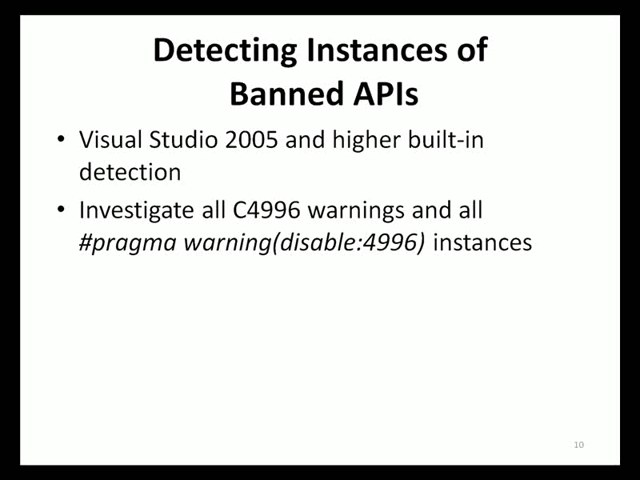 Detecting Instances of
Banned APIs
• Visual Studio 2005 and higher built-in
detection
• Investigate all C4996 warnings and all
#pragma warning(disable:4996) instances
10